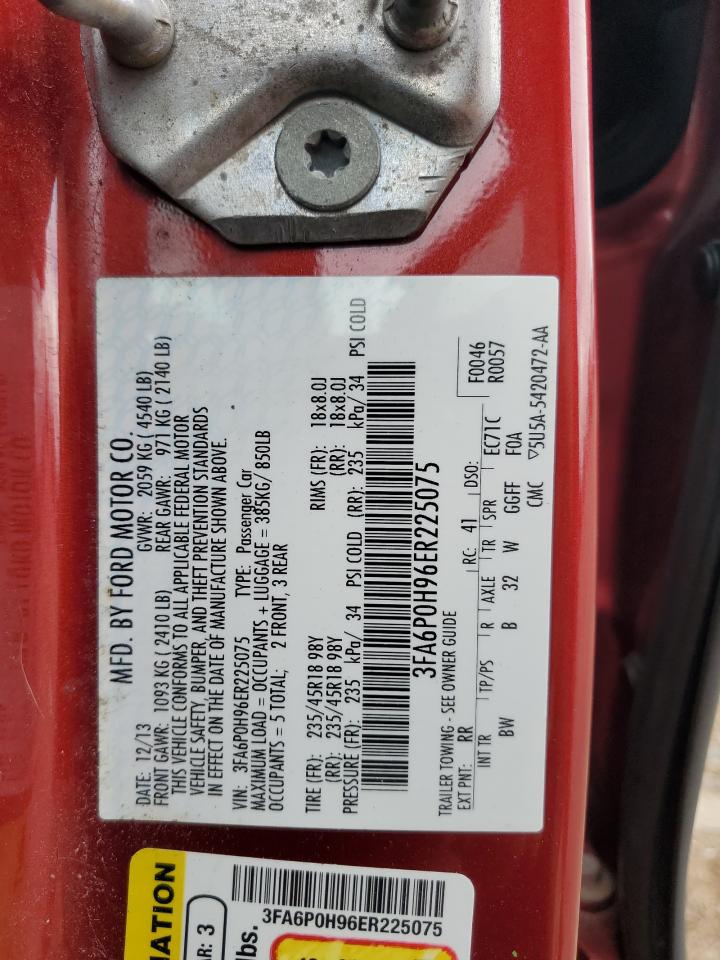 MFD. BY FORD MOTOR CO.
DATE: 12/13 GVWR: 2059 KG ( 4540 LB)
FRONT GAWR: 1093 KG ( 2410 LB) REAR GAWR: 971 KG ( 2140 LB)
THIS VEHICLE CONFORMS TO ALL APPLICABLE FEDERAL MOTOR
VEHICLE SAFETY, BUMPER, AND THEFT PREVENTION STANDARDS
IN EFFECT ON THE DATE OF MANUFACTURE SHOWN ABOVE.
VIN: 3FA6P0H96ER225075 TYPE: Passenger Car
MAXIMUM LOAD = OCCUPANTS + LUGGAGE = 385KG/ 850LB
OCCUPANTS = 5 TOTAL: 2 FRONT, 3 REAR
TIRE (FR): 235/45R18 98Y RIMS (FR): 18x8.0J
(RR): 235/45R18 98Y (RR): 18x8.0J
PRESSURE (FR): 235 kPa/ 34 PSI COLD (RR): 235 kPa/ 34 PSI COLD
3FA6P0H96ER225075
TRAILER TOWING - SEE OWNER GUIDE
F0046
R0057
EXT PNT: RR RC: 41 DSO:
INT TR TP/PS R AXLE TR SPR EC71C
BW B 32 W GGFF F0A
CMC ▽5U5A-5420472-AA
MATION
AR: 3
lbs.
3FA6P0H96ER225075